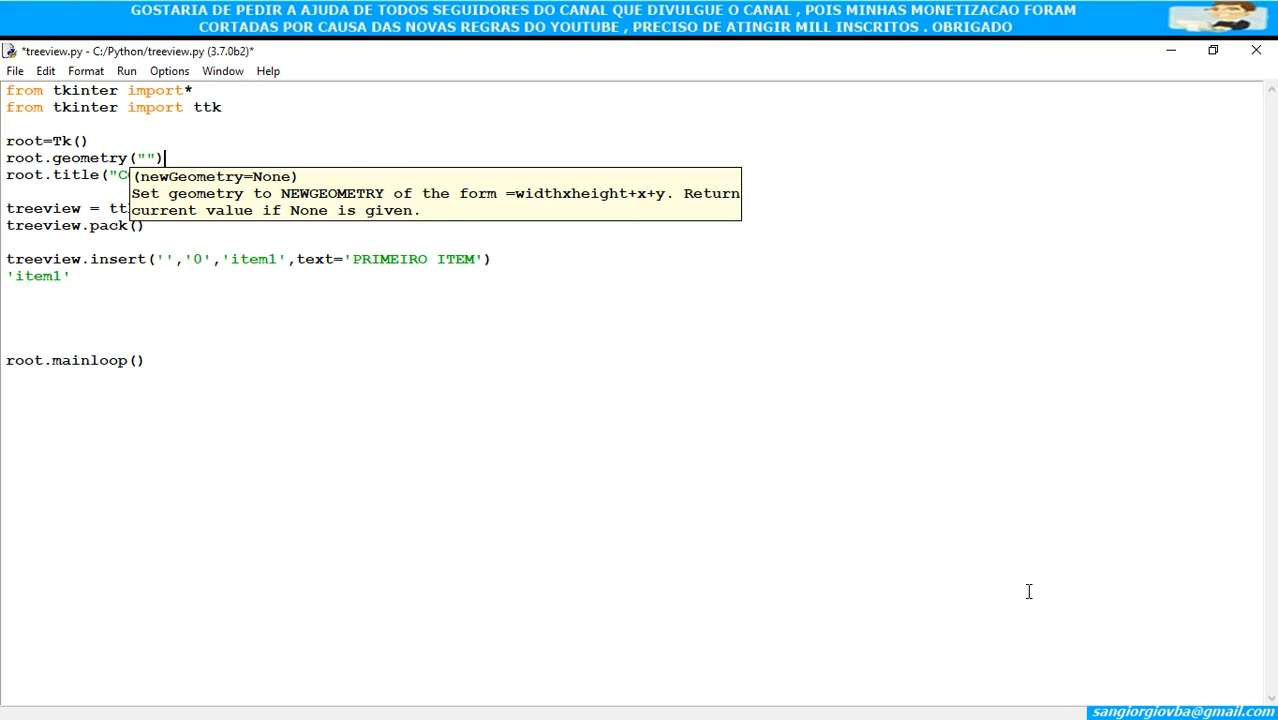 GOSTARIA DE PEDIR A AJUDA DE TODOS SEGUIDORES DO CANAL QUE DIVULGUE O CANAL , POIS MINHAS MONETIZACAO FORAM
CORTADAS POR CAUSA DAS NOVAS REGRAS DO YOUTUBE , PRECISO DE ATINGIR MILL INSCRITOS . OBRIGADO
*treeview.py - C:/Python/treeview.py (3.7.0b2)*
File Edit Format Run Options Window Help
from tkinter import*
from tkinter import ttk
root=Tk()
root.geometry("")
root.title("C
(newGeometry=None)
Set geometry to NEWGEOMETRY of the form =widthxheight+x+y. Return
current value if None is given.
treeview = tt
treeview.pack()
treeview.insert('','0','item1',text='PRIMEIRO ITEM')
'item1'
root.mainloop()
sangiorgiovba@gmail.com